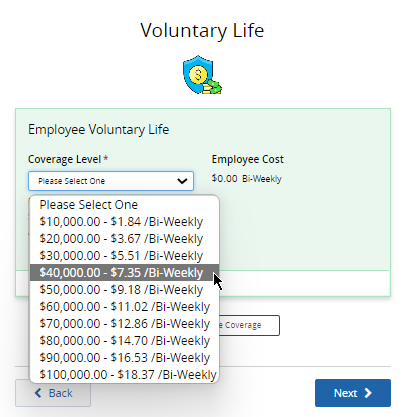 Voluntary Life
Employee Voluntary Life
Coverage Level *
Employee Cost
Please Select One
$0.00 Bi-Weekly
Please Select One
$10,000.00 - $1.84 /Bi-Weekly
$20,000.00 - $3.67 /Bi-Weekly
$30,000.00 - $5.51 /Bi-Weekly
$40,000.00 - $7.35 /Bi-Weekly
$50,000.00 - $9.18 /Bi-Weekly
$60,000.00 - $11.02 /Bi-Weekly
$70,000.00 - $12.86 /Bi-Weekly
$80,000.00 - $14.70 /Bi-Weekly
$90,000.00 - $16.53 /Bi-Weekly
$100,000.00 - $18.37 /Bi-Weekly
Coverage
Back
Next